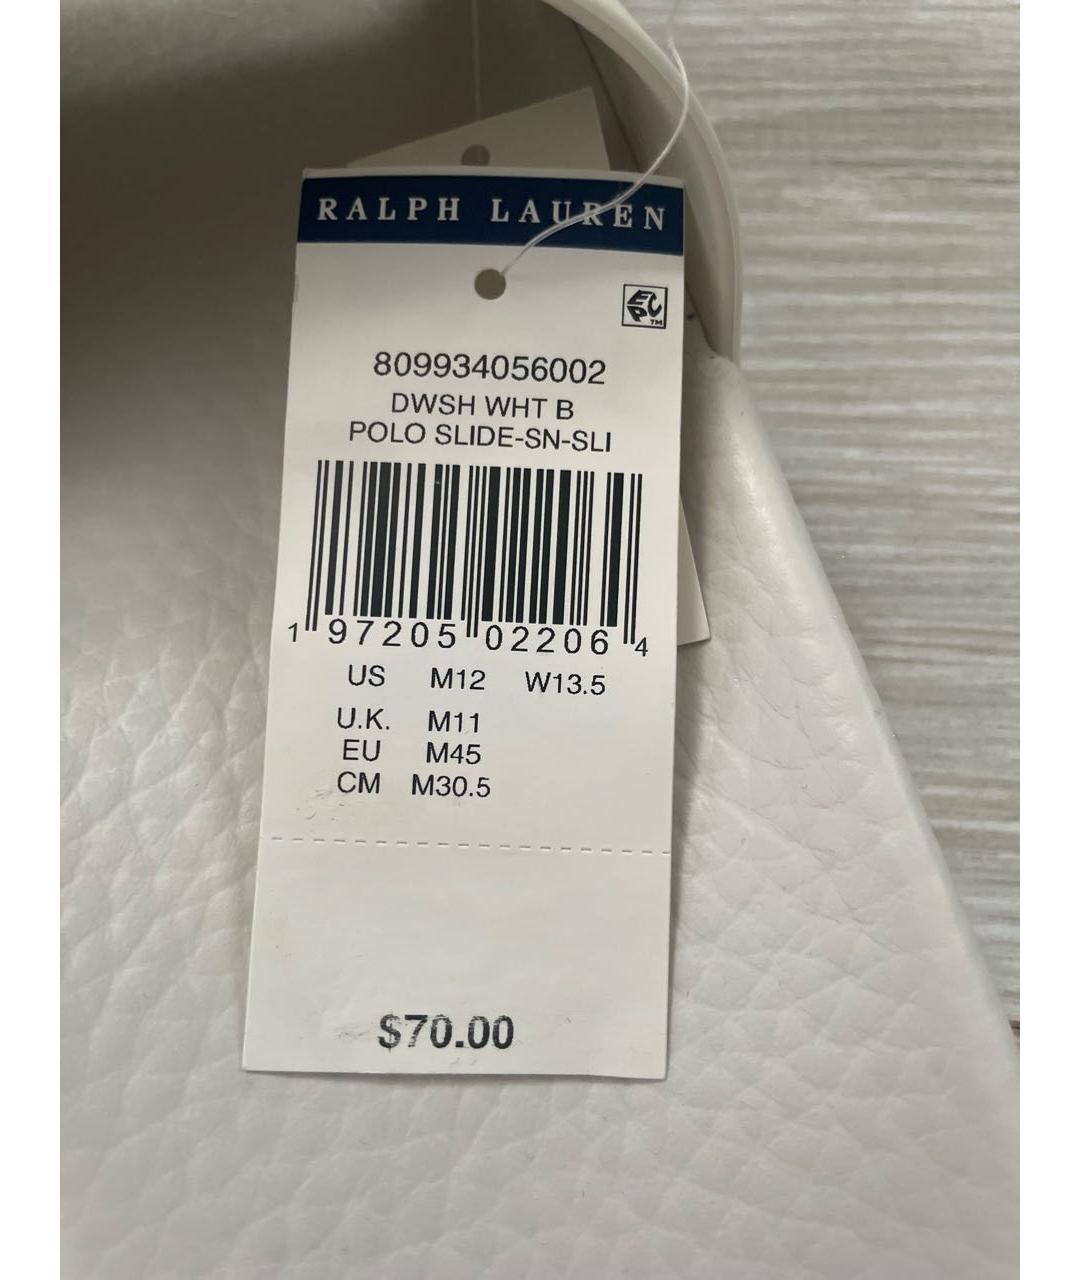 RALPH LAUREN
809934056002
DWSH WHT B
POLO SLIDE-SN-SLI
1 97205 02206 4
US M12 W13.5
U.K. M11
EU M45
CM M30.5
$70.00